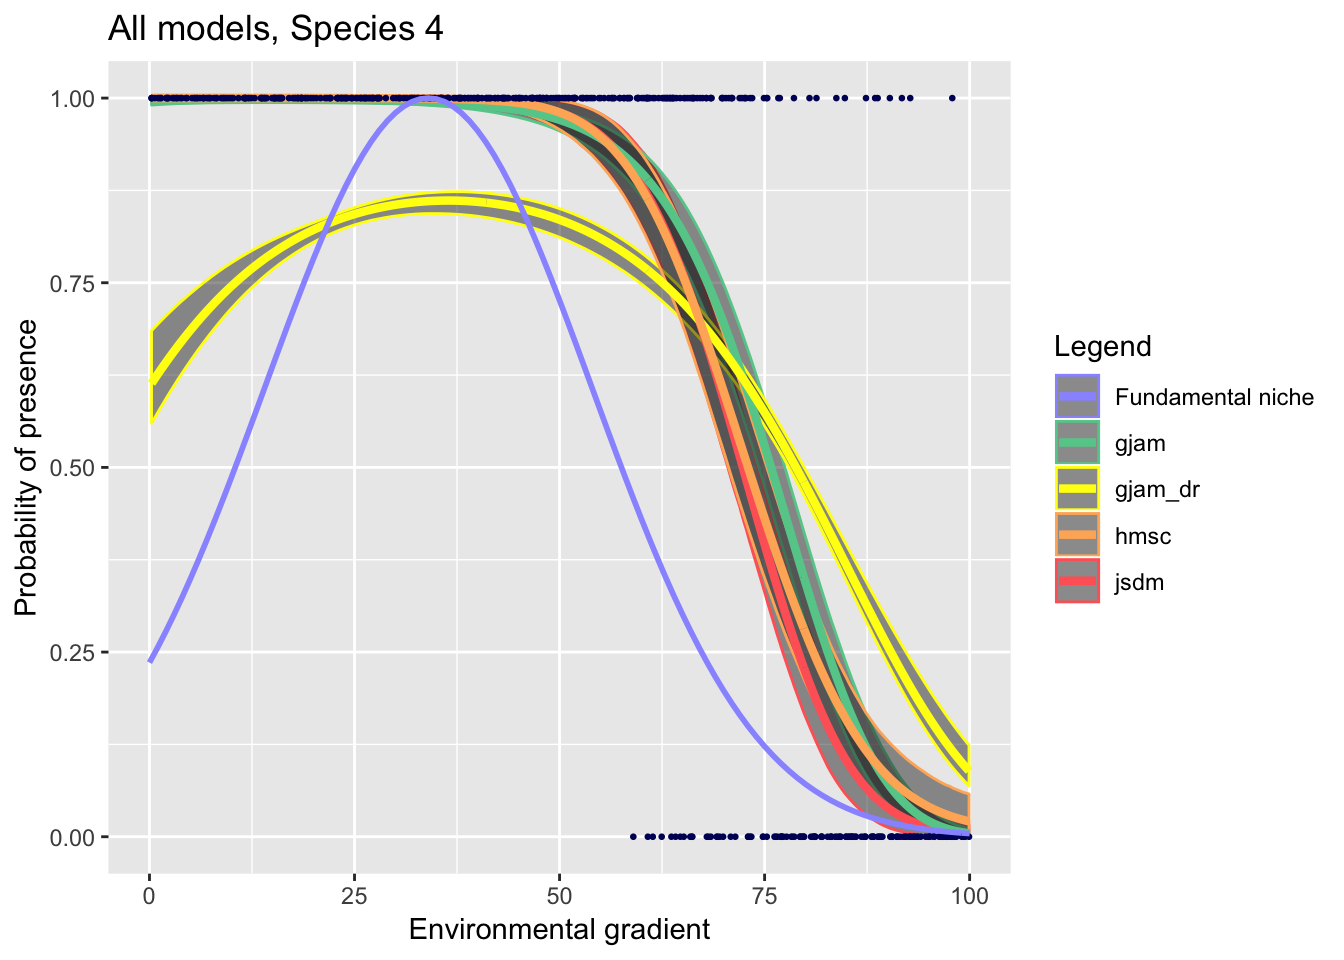 All models, Species 4
1.00
0.75
0.50
0.25
0.00
Probability of presence
0
25
50
75
100
Environmental gradient
Legend
Fundamental niche
gjam
gjam_dr
hmsc
jsdm